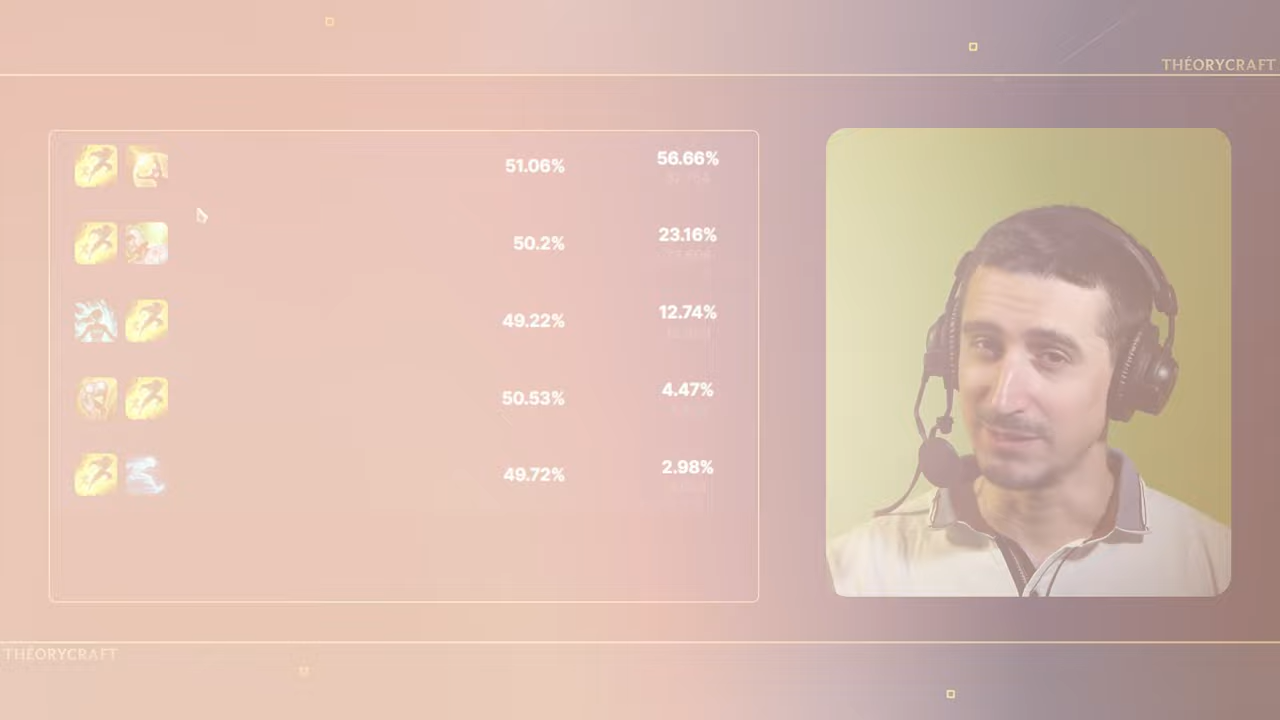 THÉORYCRAFT
51.06% 56.66%
50.2% 23.16%
49.22% 12.74%
50.53% 4.47%
49.72% 2.98%
THÉORYCRAFT